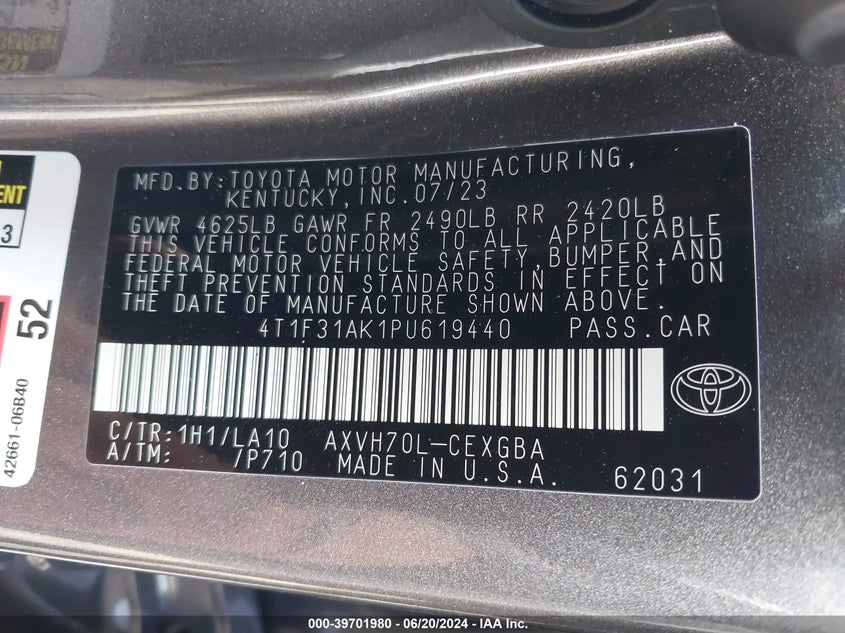 MFD.BY:TOYOTA MOTOR MANUFACTURING,
KENTUCKY,INC.07/23
GVWR 4625LB GAWR FR 2490LB RR 2420LB
THIS VEHICLE CONFORMS TO ALL APPLICABLE
FEDERAL MOTOR VEHICLE SAFETY,BUMPER,AND
THEFT PREVENTION STANDARDS IN EFFECT ON
THE DATE OF MANUFACTURE SHOWN ABOVE.
4T1F31AK1PU619440 PASS.CAR
C/TR:1H1/LA10 AXVH70L-CEXGBA
A/TM: /P710 MADE IN U.S.A.
62031
52
42661-06B40
000-39701980 - 06/20/2024 - IAA Inc.